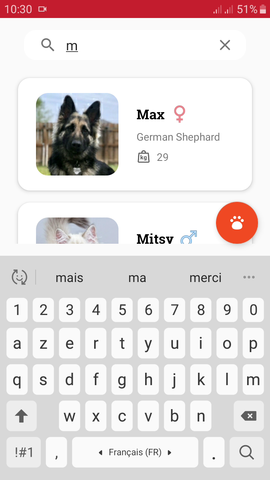 10:30 51%
m
Max
German Shephard
kg 29
Mitsy
mais ma merci
1 2 3 4 5 6 7 8 9 0
a z e r t y u i o p
q s d f g h j k l m
w x c v b n
!#1 , Français (FR) .